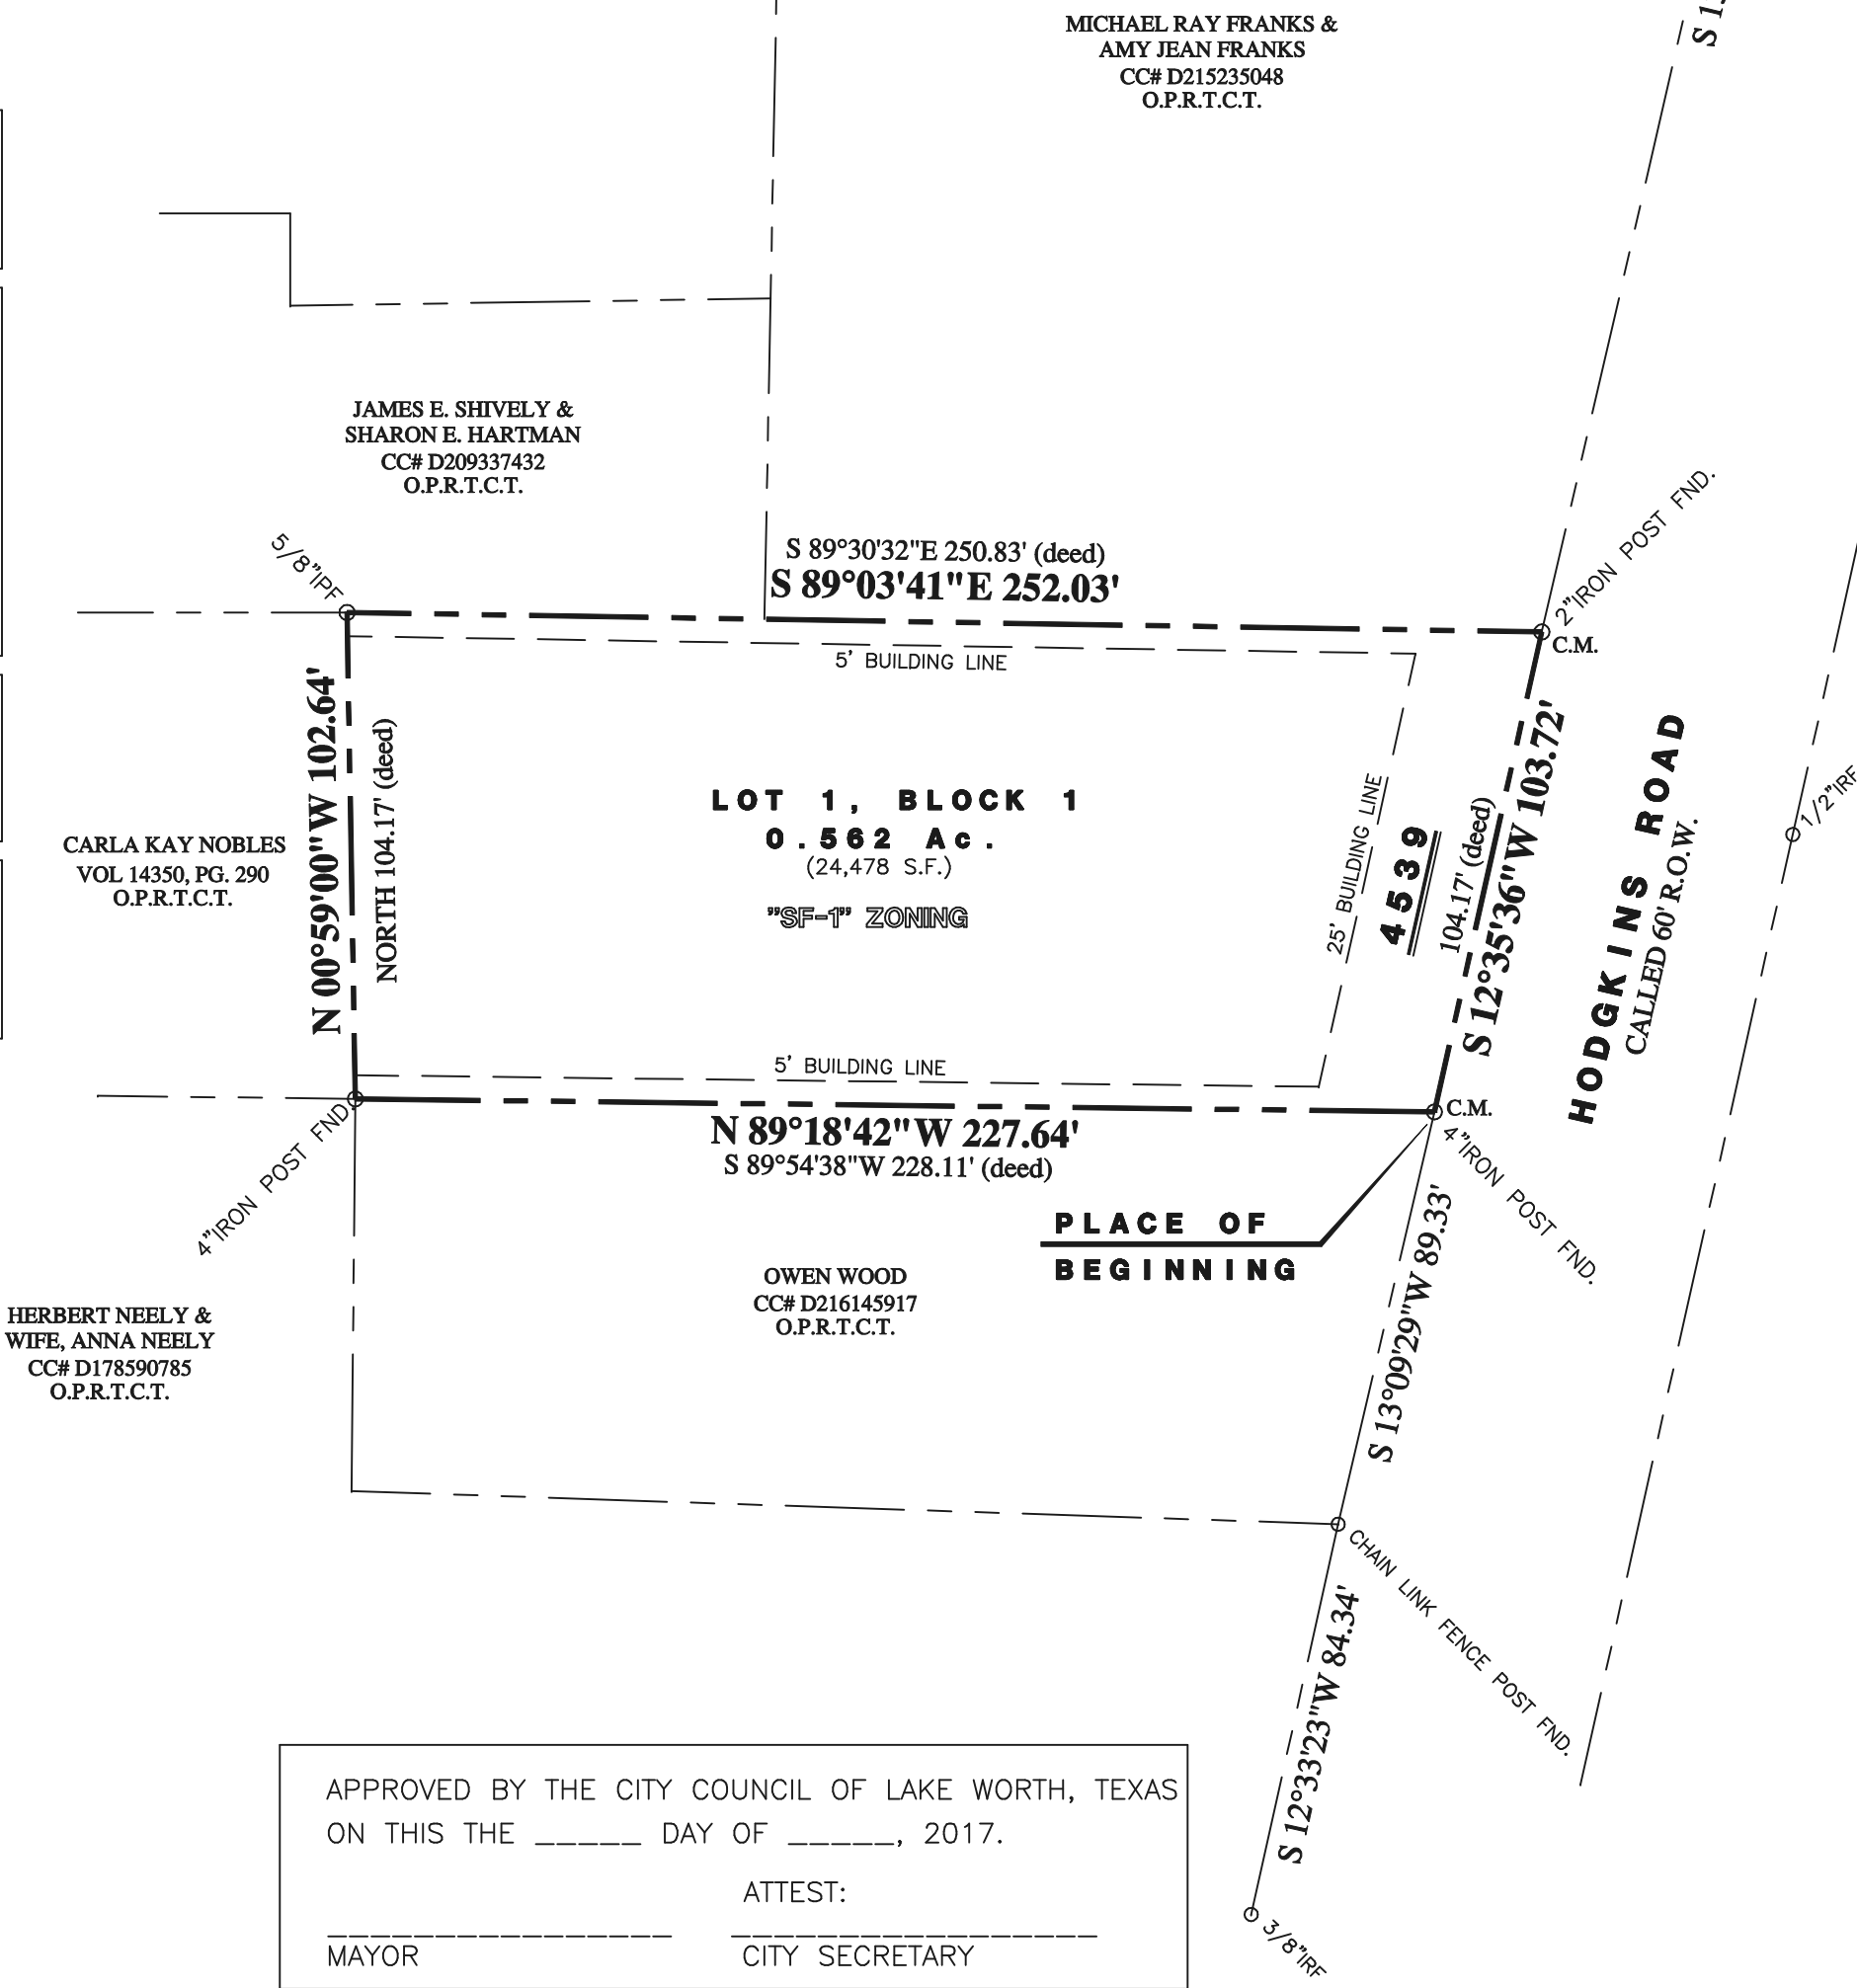 MICHAEL RAY FRANKS &
AMY JEAN FRANKS
CC# D215235048
O.P.R.T.C.T.
JAMES E. SHIVELY &
SHARON E. HARTMAN
CC# D209337432
O.P.R.T.C.T.
5/8"IPF
S 89°30'32"E 250.83' (deed)
S 89°03'41"E 252.03'
2"IRON POST FND.
C.M.
5' BUILDING LINE
N 00°59'00"W 102.64'
NORTH 104.17' (deed)
CARLA KAY NOBLES
VOL 14350, PG. 290
O.P.R.T.C.T.
LOT 1, BLOCK 1
0.562 Ac.
(24,478 S.F.)
"SF-1" ZONING
25' BUILDING LINE
4539
104.17' (deed)
S 12°35'36"W 103.72'
HODGKINS ROAD
CALLED 60' R.O.W.
1/2"IRF
5' BUILDING LINE
C.M.
4"IRON POST FND.
N 89°18'42"W 227.64'
S 89°54'38"W 228.11' (deed)
4"IRON POST FND.
PLACE OF
BEGINNING
S 13°09'29"W 89.33'
OWEN WOOD
CC# D216145917
O.P.R.T.C.T.
HERBERT NEELY &
WIFE, ANNA NEELY
CC# D178590785
O.P.R.T.C.T.
CHAIN LINK FENCE POST FND.
S 12°33'23"W 84.34'
3/8"IRF
APPROVED BY THE CITY COUNCIL OF LAKE WORTH, TEXAS
ON THIS THE _____ DAY OF _____, 2017.
ATTEST:
MAYOR
CITY SECRETARY